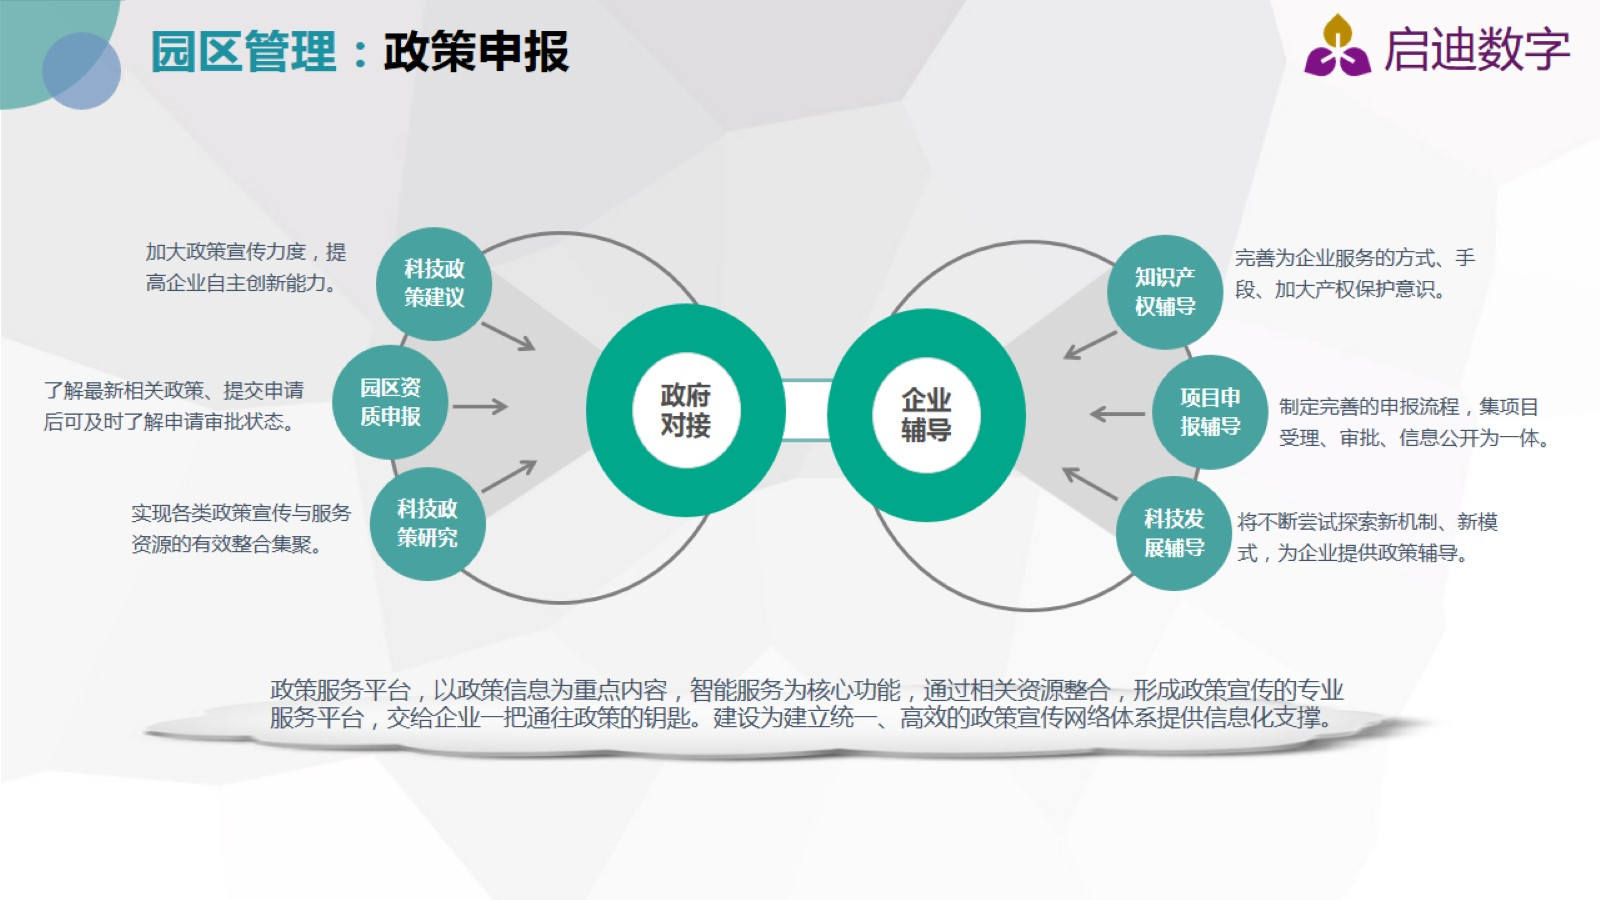 园区管理：政策申报
启迪数字
加大政策宣传力度，提
高企业自主创新能力。
科技政
策建议
了解最新相关政策、提交申请
后可及时了解申请审批状态。
园区资
质申报
实现各类政策宣传与服务
资源的有效整合集聚。
科技政
策研究
政府
对接
企业
辅导
知识产
权辅导
完善为企业服务的方式、手
段、加大产权保护意识。
项目申
报辅导
制定完善的申报流程，集项目
受理、审批、信息公开为一体。
科技发
展辅导
将不断尝试探索新机制、新模
式，为企业提供政策辅导。
政策服务平台，以政策信息为重点内容，智能服务为核心功能，通过相关资源整合，形成政策宣传的专业
服务平台，交给企业一把通往政策的钥匙。建设为建立统一、高效的政策宣传网络体系提供信息化支撑。